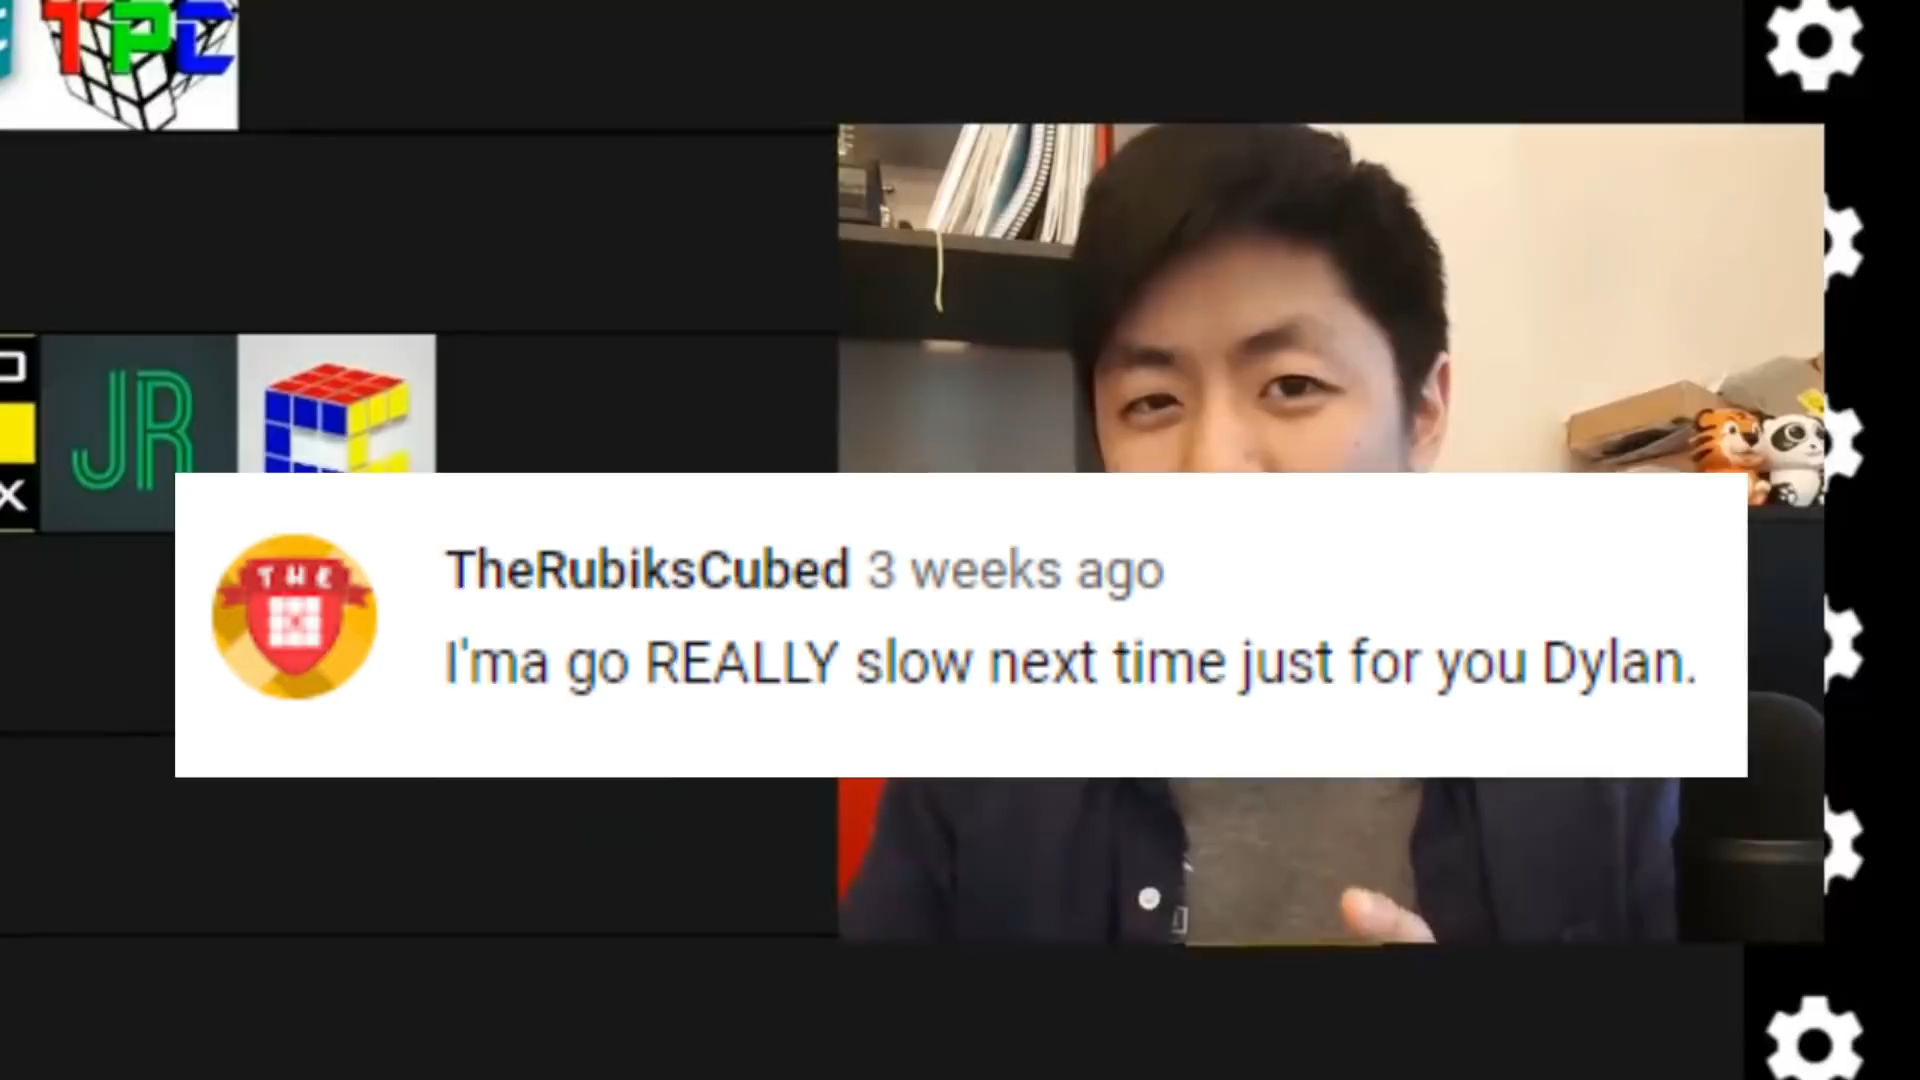 TPC
JR
X
THE
TheRubiksCubed 3 weeks ago
I'ma go REALLY slow next time just for you Dylan.